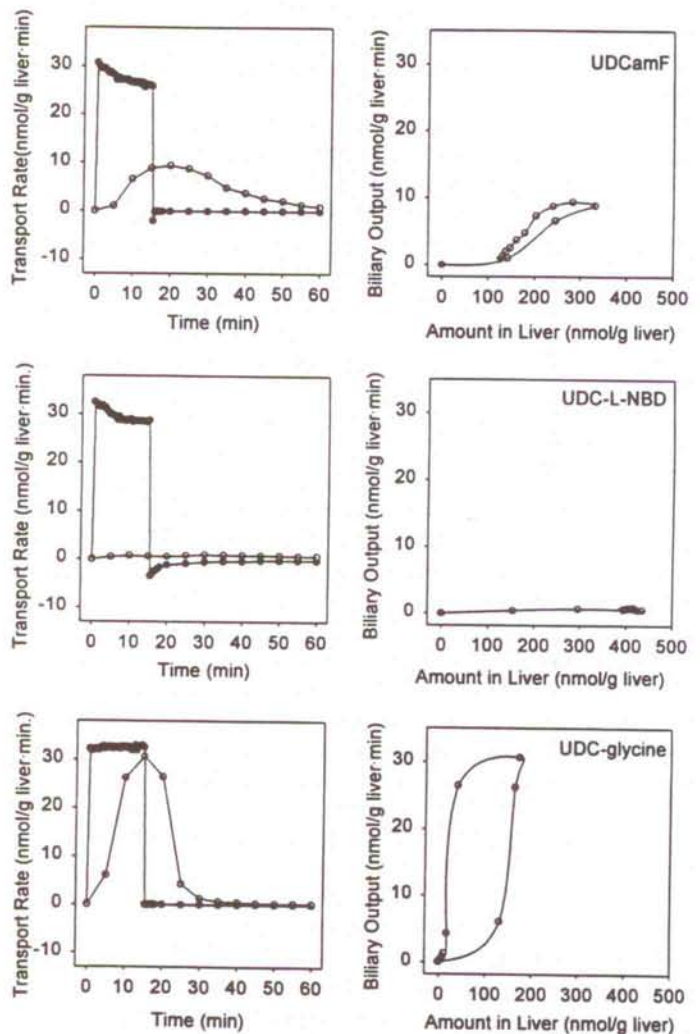 Transport Rate(nmol/g liver·min)
30
20
10
0
-10
0 10 20 30 40 50 60
Time (min)
UDCamF
Biliary Output (nmol/g liver·min)
30
20
10
0
0 100 200 300 400 500
Amount in Liver (nmol/g liver)
Transport Rate (nmol/g liver·min.)
30
20
10
0
-10
0 10 20 30 40 50 60
Time (min)
UDC-L-NBD
Biliary Output (nmol/g liver·min)
30
20
10
0
0 100 200 300 400 500
Amount in Liver (nmol/g liver)
Transport Rate (nmol/g liver·min.)
30
20
10
0
-10
0 10 20 30 40 50 60
Time (min)
UDC-glycine
Biliary Output (nmol/g liver·min)
30
20
10
0
0 100 200 300 400 500
Amount in Liver (nmol/g liver)